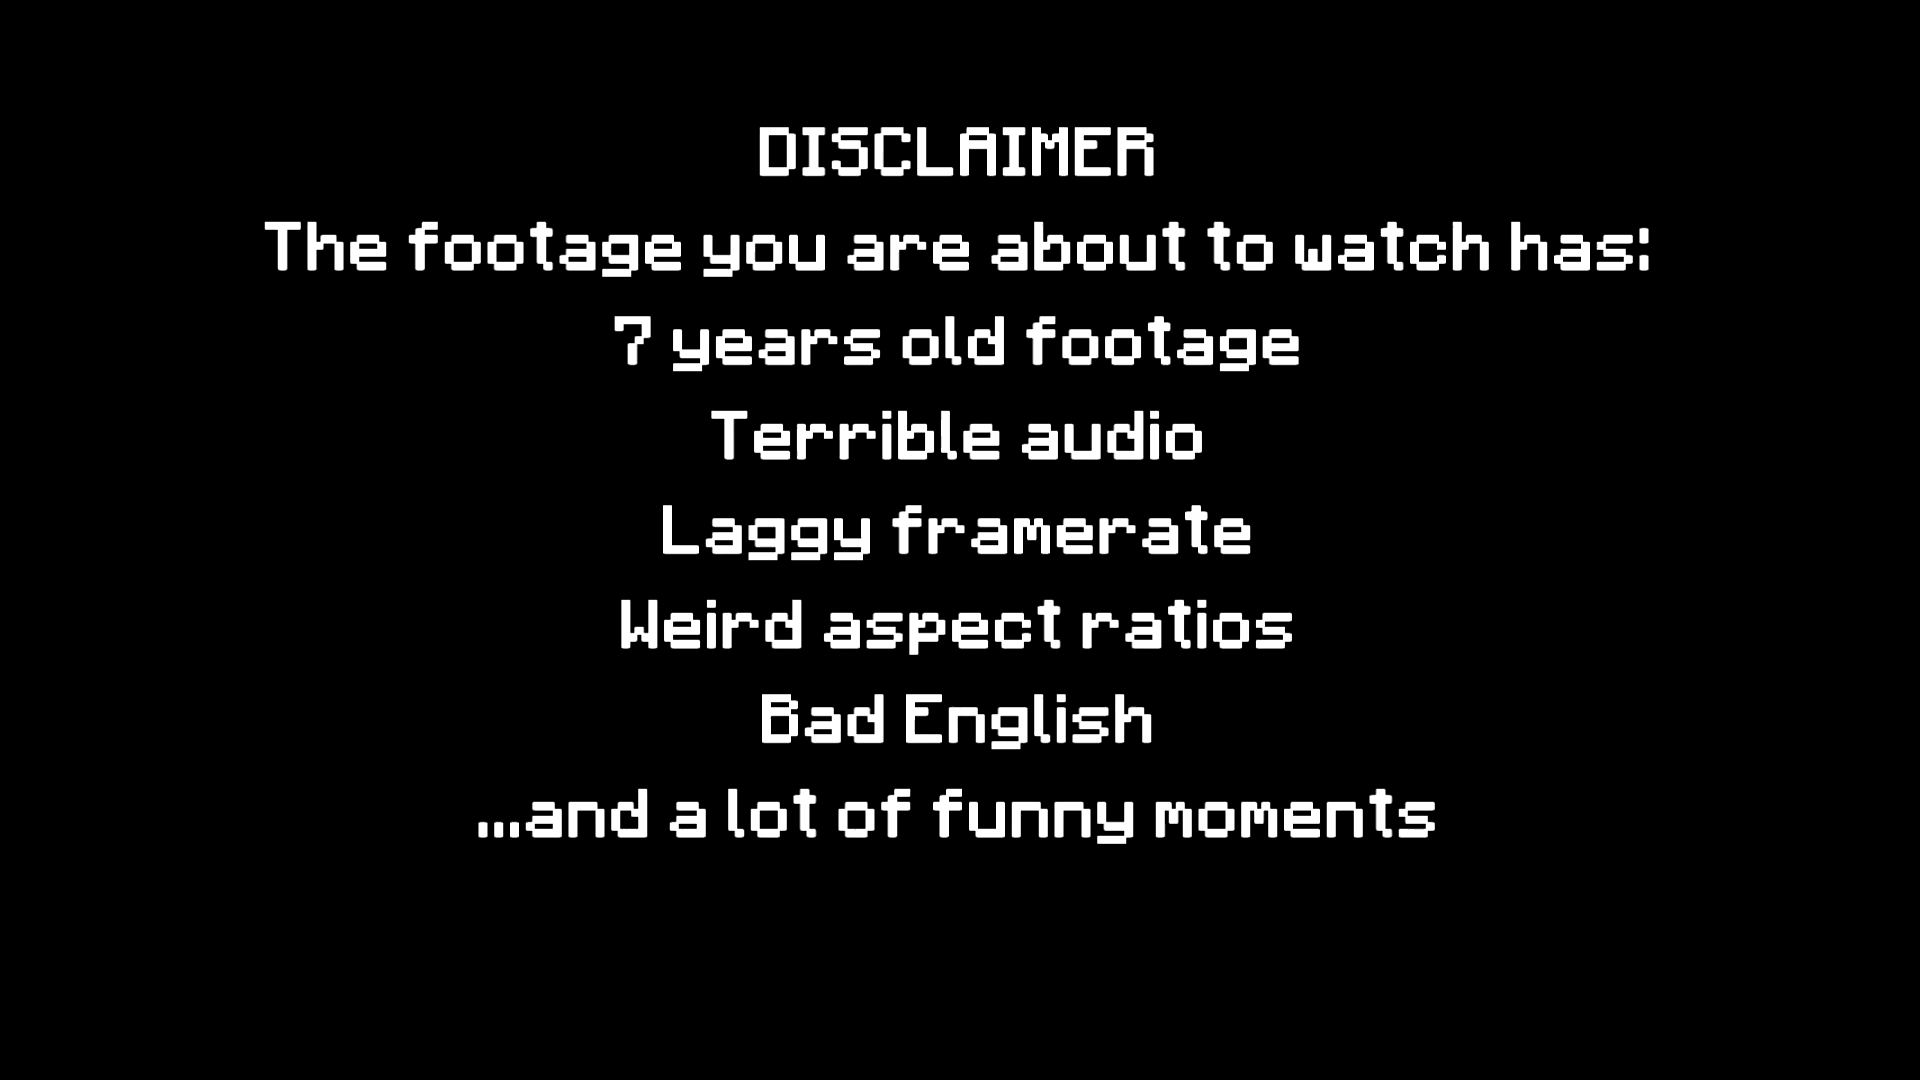 DISCLAIMER
The footage you are about to watch has:
7 years old footage
Terrible audio
Laggy framerate
Weird aspect ratios
Bad English
...and a lot of funny moments